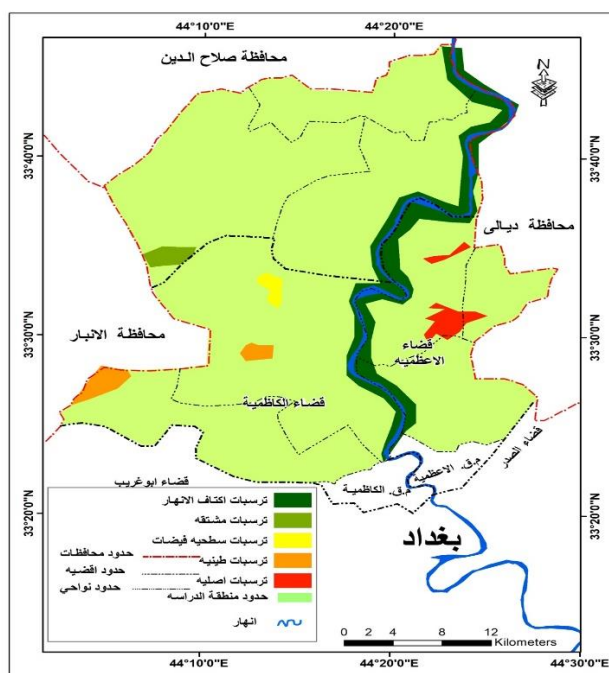 44°10'0"E 44°20'0"E
محافظة صلاح الدين
N
33°40'0"N 33°40'0"N
محافظة ديالى
محافظة الانبار
33°30'0"N 33°30'0"N
قضاء
الاعظميه
قضاء الكاظمية
قضاء الصدر
م.ق. الاعظمية
م.ق. الكاظمية
قضاء ابوغريب
33°20'0"N 33°20'0"N
بغداد
ترسبات اكتاف الانهار
ترسبات مشتقه
ترسبات سطحيه فيضات
ترسبات طينيه
ترسبات اصليه
حدود منطقة الدراسه
انهار
حدود محافظات
حدود اقضيه
حدود نواحي
0 2 4 8 12
Kilometers
44°10'0"E 44°20'0"E 44°30'0"E